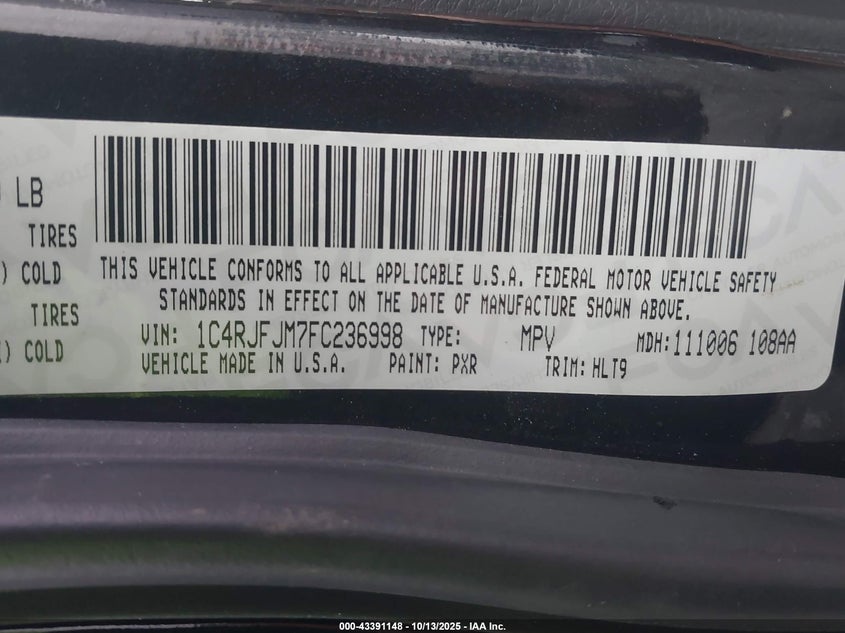 LB
TIRES
) COLD
TIRES
) COLD
THIS VEHICLE CONFORMS TO ALL APPLICABLE U.S.A. FEDERAL MOTOR VEHICLE SAFETY
STANDARDS IN EFFECT ON THE DATE OF MANUFACTURE SHOWN ABOVE.
VIN: 1C4RJFJM7FC236998 TYPE: MPV MDH:111006 108AA
VEHICLE MADE IN U.S.A. PAINT: PXR TRIM: HLT9
000-43391148 - 10/13/2025 - IAA Inc.